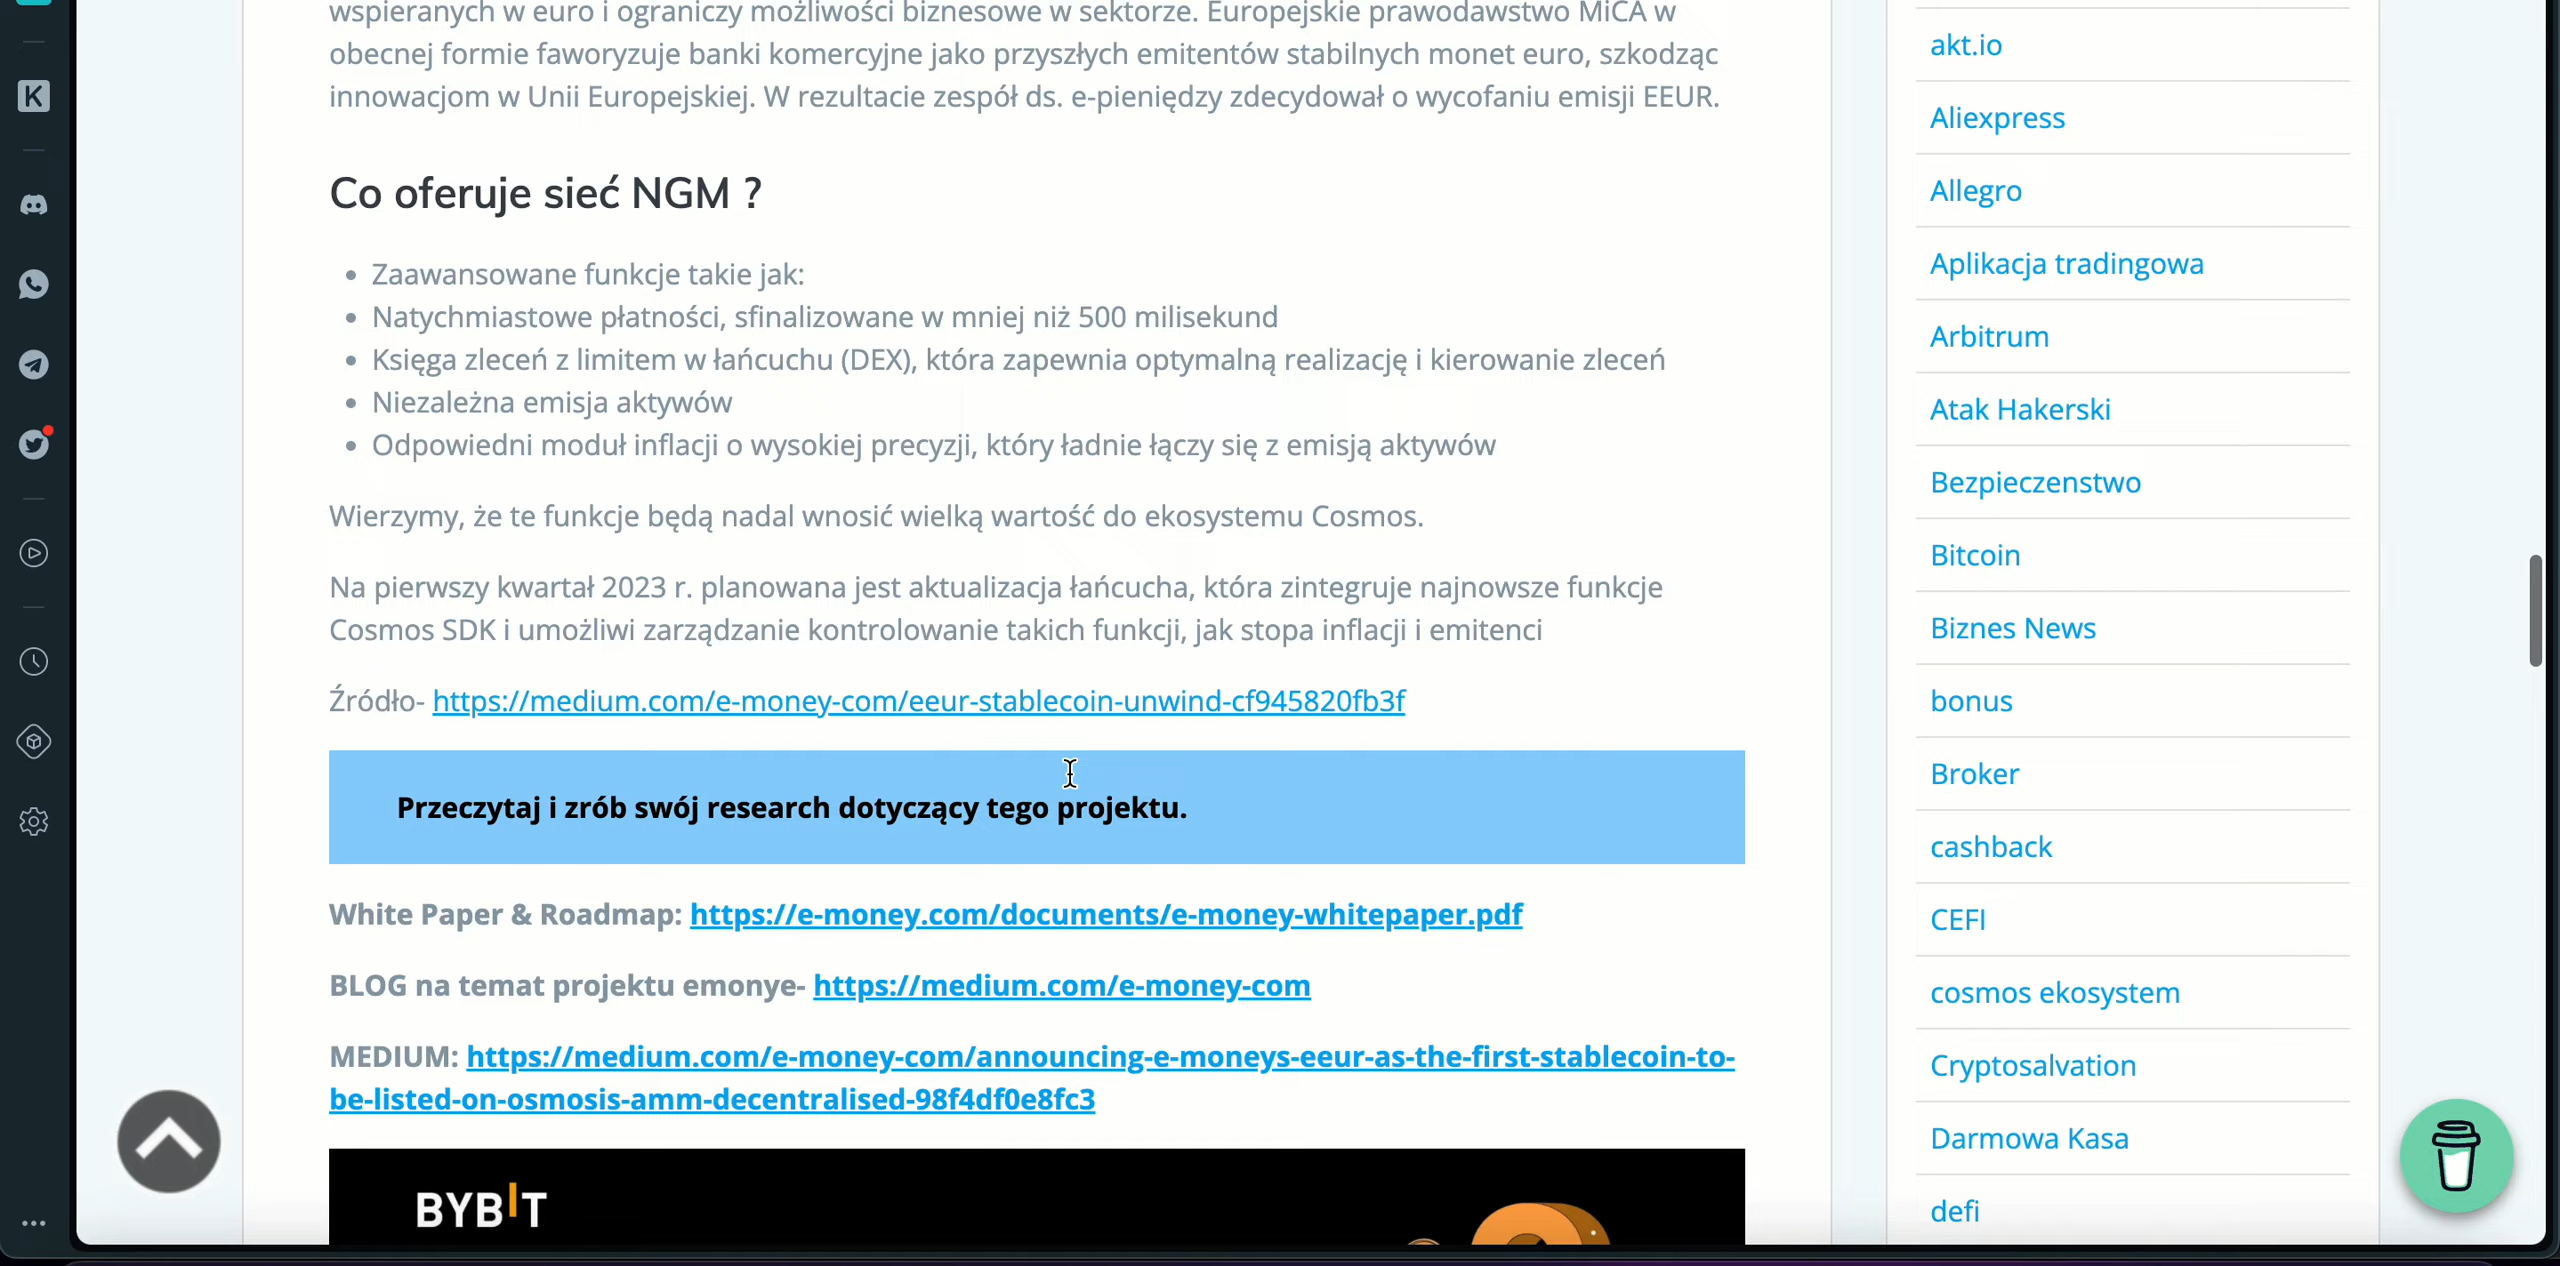 wspieranych w euro i ograniczy możliwości biznesowe w sektorze. Europejskie prawodawstwo MiCA w
obecnej formie faworyzuje banki komercyjne jako przyszłych emitentów stabilnych monet euro, szkodząc
innowacjom w Unii Europejskiej. W rezultacie zespół ds. e-pieniędzy zdecydował o wycofaniu emisji EEUR.
Co oferuje sieć NGM ?
Zaawansowane funkcje takie jak:
Natychmiastowe płatności, sfinalizowane w mniej niż 500 milisekund
Księga zleceń z limitem w łańcuchu (DEX), która zapewnia optymalną realizację i kierowanie zleceń
Niezależna emisja aktywów
Odpowiedni moduł inflacji o wysokiej precyzji, który ładnie łączy się z emisją aktywów
Wierzymy, że te funkcje będą nadal wnosić wielką wartość do ekosystemu Cosmos.
Na pierwszy kwartał 2023 r. planowana jest aktualizacja łańcucha, która zintegruje najnowsze funkcje
Cosmos SDK i umożliwi zarządzanie kontrolowanie takich funkcji, jak stopa inflacji i emitenci
Źródło- https://medium.com/e-money-com/eeur-stablecoin-unwind-cf945820fb3f
Przeczytaj i zrób swój research dotyczący tego projektu.
White Paper & Roadmap: https://e-money.com/documents/e-money-whitepaper.pdf
BLOG na temat projektu emonye- https://medium.com/e-money-com
MEDIUM: https://medium.com/e-money-com/announcing-e-moneys-eeur-as-the-first-stablecoin-to-
be-listed-on-osmosis-amm-decentralised-98f4df0e8fc3
BYBIT
akt.io
Aliexpress
Allegro
Aplikacja tradingowa
Arbitrum
Atak Hakerski
Bezpieczenstwo
Bitcoin
Biznes News
bonus
Broker
cashback
CEFI
cosmos ekosystem
Cryptosalvation
Darmowa Kasa
defi
K